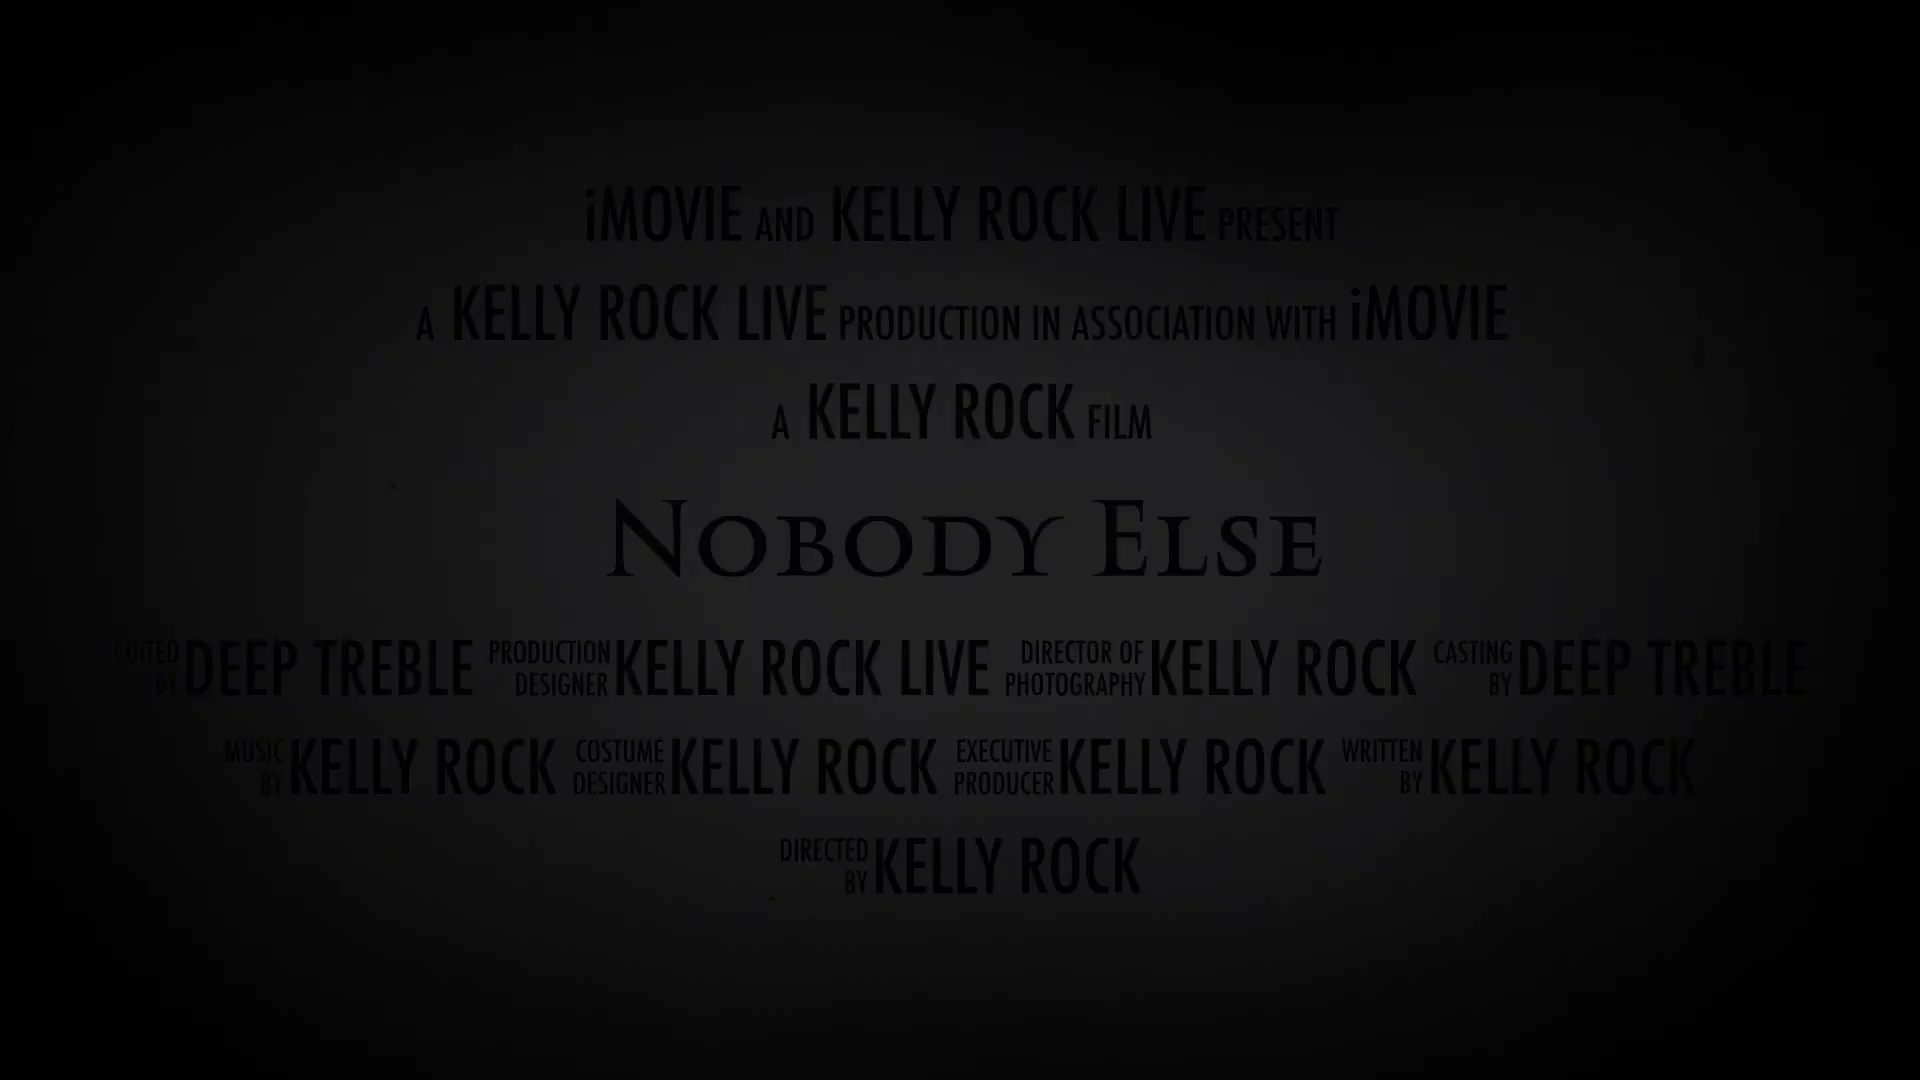 iMOVIE AND KELLY ROCK LIVE PRESENT
A KELLY ROCK LIVE PRODUCTION IN ASSOCIATION WITH iMOVIE
A KELLY ROCK FILM
NOBODY ELSE
EDITED BY DEEP TREBLE PRODUCTION DESIGNER KELLY ROCK LIVE DIRECTOR OF PHOTOGRAPHY KELLY ROCK CASTING BY DEEP TREBLE
MUSIC BY KELLY ROCK COSTUME DESIGNER KELLY ROCK EXECUTIVE PRODUCER KELLY ROCK WRITTEN BY KELLY ROCK
DIRECTED BY KELLY ROCK